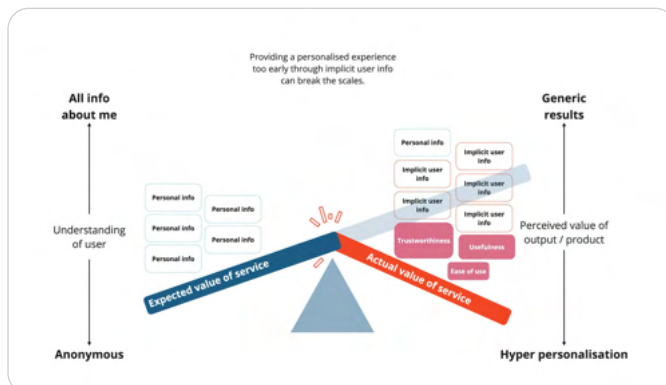 Providing a personalised experience
too early through implicit user info
can break the scales.
All info
about me
Generic
results
Understanding
of user
Perceived value of
output / product
Anonymous
Hyper personalisation
Personal info
Personal info
Personal info
Personal info
Personal info
Expected value of service
Personal info
Implicit user
info
Implicit user
info
Implicit user
info
Implicit user
info
Implicit user
info
Trustworthiness
Usefulness
Ease of use
Actual value of service